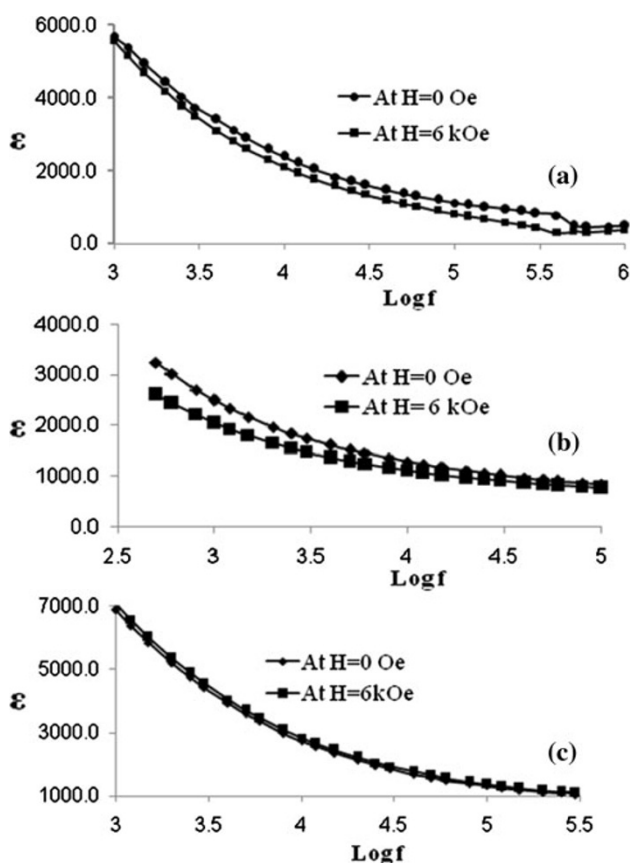 6000.0
4000.0
2000.0
0.0
ε
At H=0 Oe
At H=6 kOe
(a)
3 3.5 4 4.5 5 5.5 6
Logf
4000.0
3000.0
2000.0
1000.0
0.0
ε
At H=0 Oe
At H=6 kOe
(b)
2.5 3 3.5 4 4.5 5
Logf
7000.0
5000.0
3000.0
1000.0
ε
At H=0 Oe
At H=6kOe
(c)
3 3.5 4 4.5 5 5.5
Logf